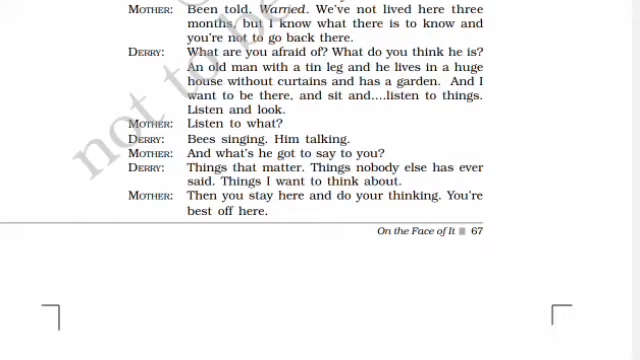 MOTHER: Been told. Warned. We've not lived here three
months, but I know what there is to know and
you're not to go back there.
DERRY: What are you afraid of? What do you think he is?
An old man with a tin leg and he lives in a huge
house without curtains and has a garden. And I
want to be there, and sit and....listen to things.
Listen and look.
MOTHER: Listen to what?
DERRY: Bees singing. Him talking.
MOTHER: And what's he got to say to you?
DERRY: Things that matter. Things nobody else has ever
said. Things I want to think about.
MOTHER: Then you stay here and do your thinking. You're
best off here.
On the Face of It 67
not to be